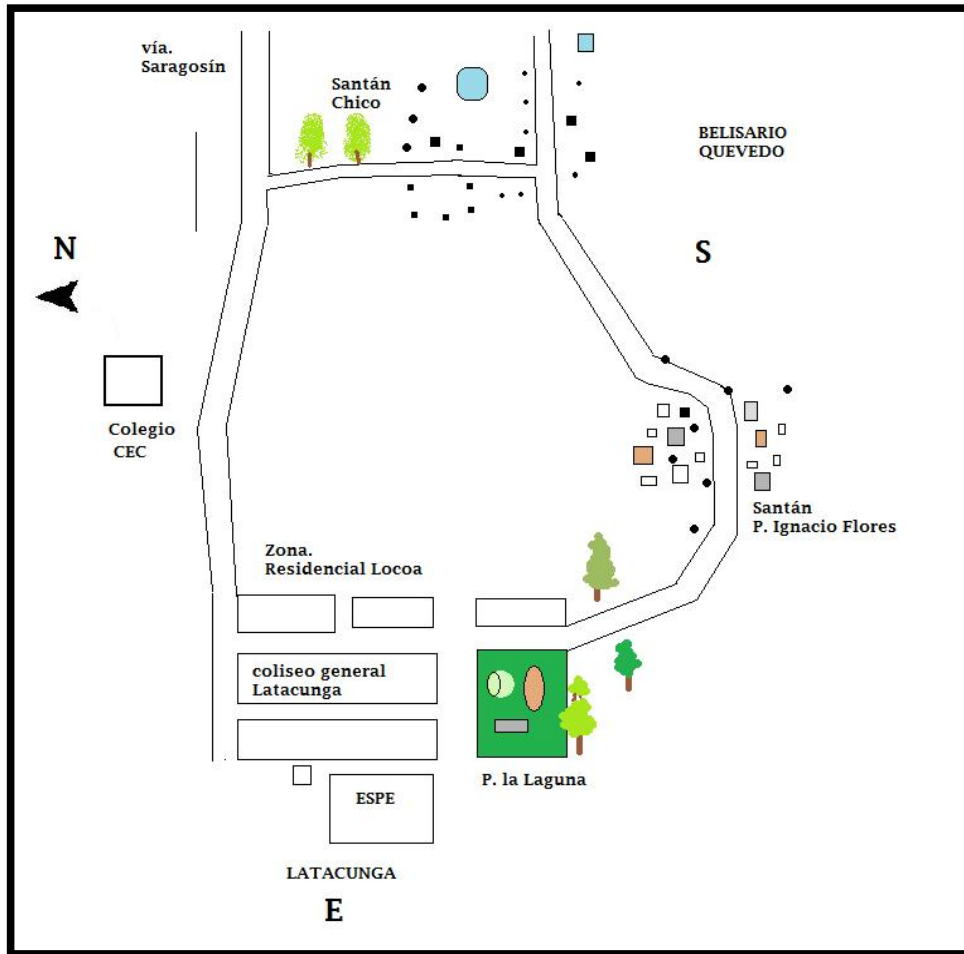 vía.
Saragosín
Santán
Chico
BELISARIO
QUEVEDO
N
S
Colegio
CEC
Santán
P. Ignacio Flores
Zona.
Residencial Locoa
coliseo general
Latacunga
P. la Laguna
ESPE
LATACUNGA
E